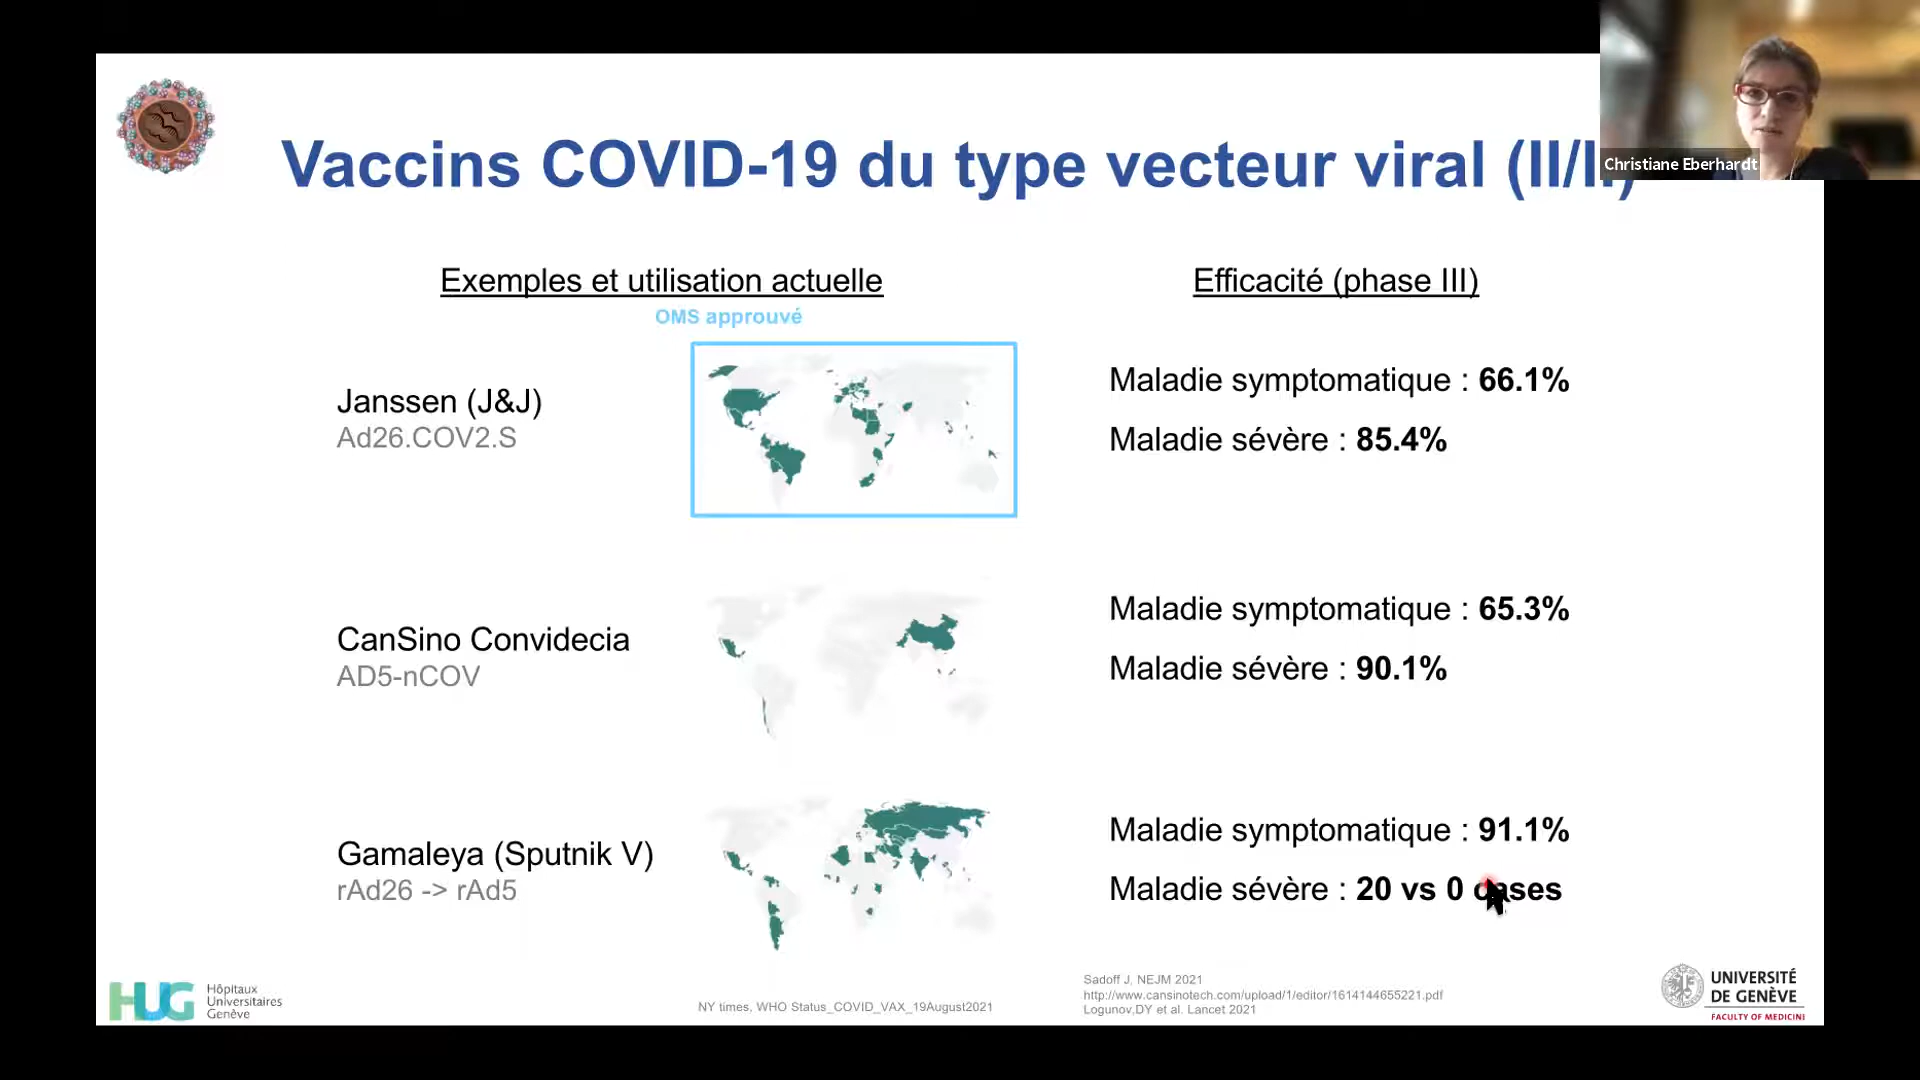 Christiane Eberhardt
Vaccins COVID-19 du type vecteur viral (II/II)
Exemples et utilisation actuelle
Efficacité (phase III)
OMS approuvé
Janssen (J&J)
Ad26.COV2.S
Maladie symptomatique : 66.1%
Maladie sévère : 85.4%
CanSino Convidecia
AD5-nCOV
Maladie symptomatique : 65.3%
Maladie sévère : 90.1%
Gamaleya (Sputnik V)
rAd26 -> rAd5
Maladie symptomatique : 91.1%
Maladie sévère : 20 vs 0 cases
HUG
Hôpitaux
Universitaires
Genève
NY times, WHO Status_COVID_VAX_19August2021
Sadoff J, NEJM 2021
http://www.cansinotech.com/upload/1/editor/1614144655221.pdf
Logunov,DY et al. Lancet 2021
UNIVERSITÉ
DE GENÈVE
FACULTY OF MEDICINE